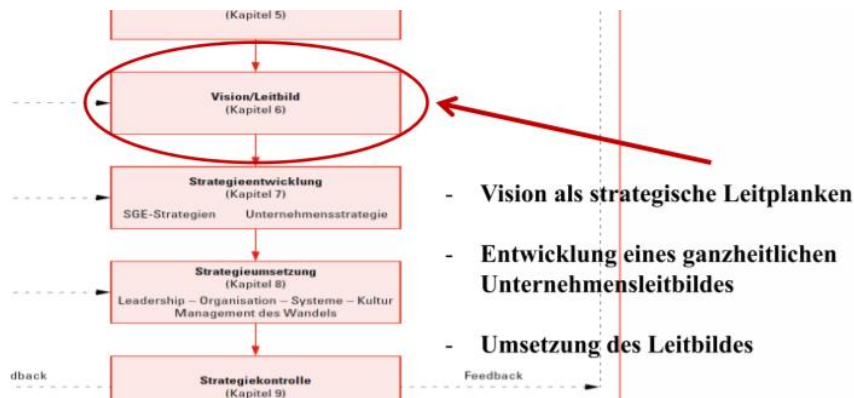 (Kapitel 5)
Vision/Leitbild
(Kapitel 6)
Strategieentwicklung
(Kapitel 7)
SGE-Strategien Unternehmensstrategie
Strategieumsetzung
(Kapitel 8)
Leadership – Organisation – Systeme – Kultur
Management des Wandels
dback
Strategiekontrolle
(Kapitel 9)
Feedback
- Vision als strategische Leitplanken
- Entwicklung eines ganzheitlichen
Unternehmensleitbildes
- Umsetzung des Leitbildes